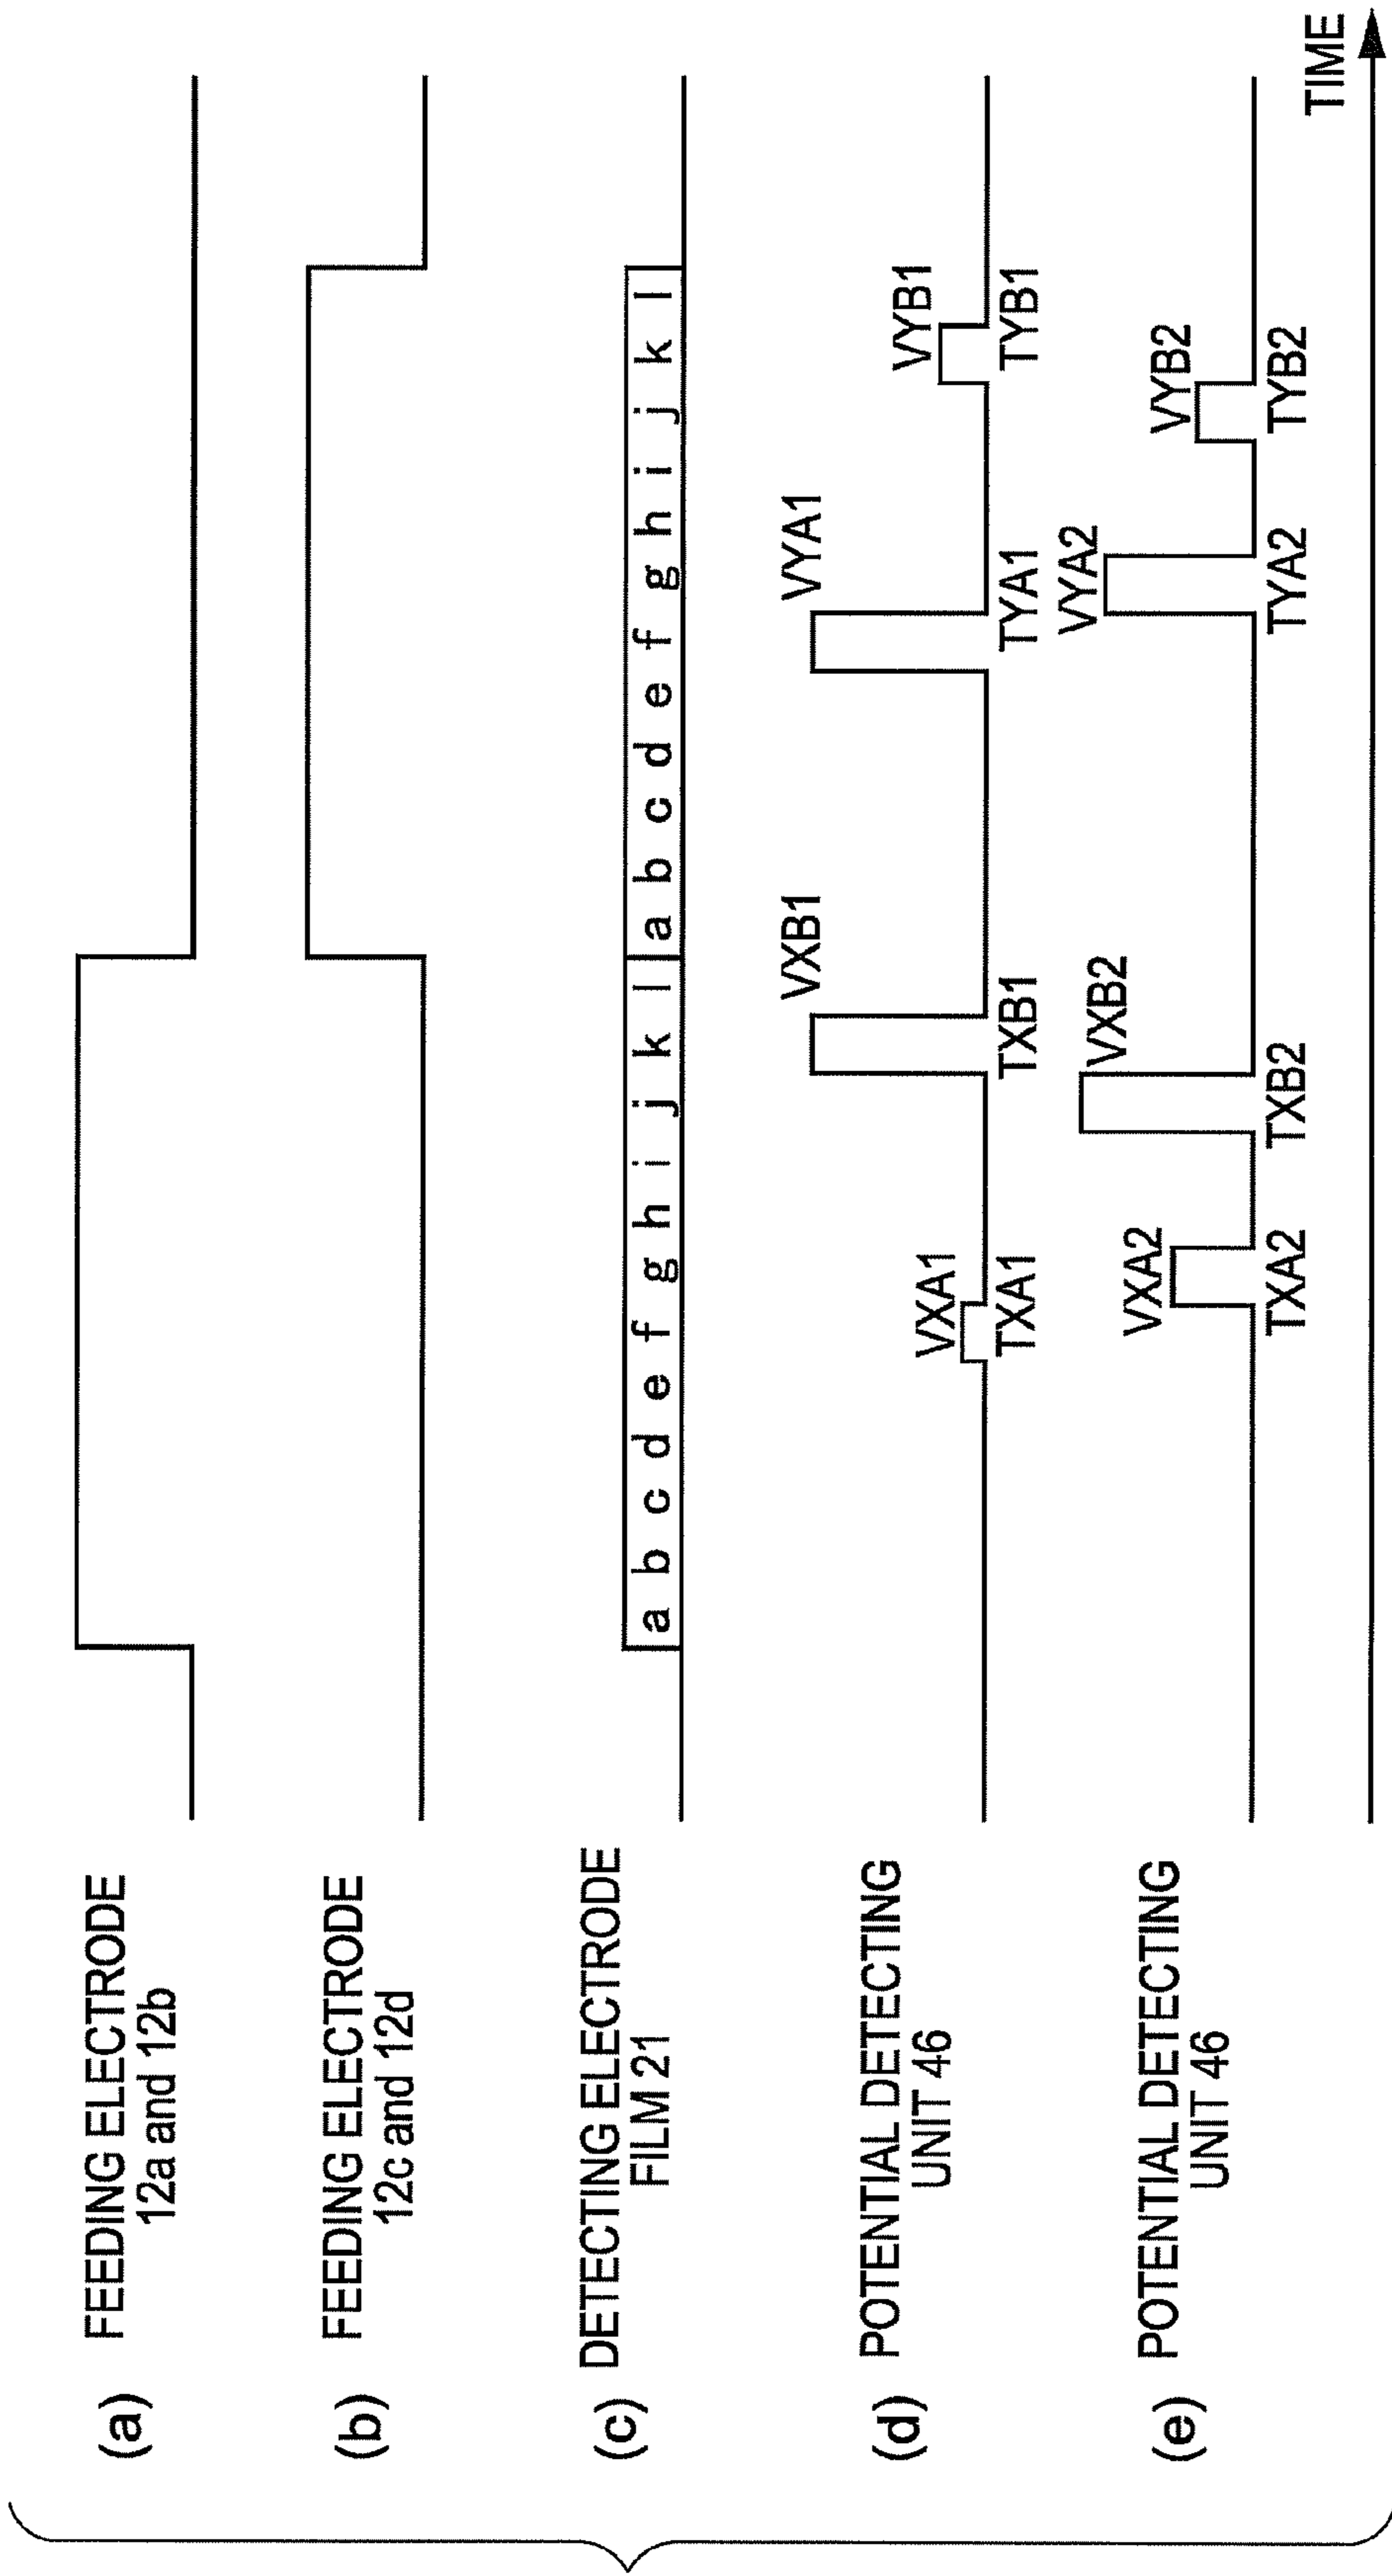 (a) FEEDING ELECTRODE
12a and 12b
(b) FEEDING ELECTRODE
12c and 12d
(c) DETECTING ELECTRODE
FILM 21
a b c d e f g h i j k l a b c d e f g h i j k l
(d) POTENTIAL DETECTING
UNIT 46
VXA1
TXA1
VXB1
TXB1
VYA1
TYA1
VYB1
TYB1
(e) POTENTIAL DETECTING
UNIT 46
VXA2
TXA2
VXB2
TXB2
VYA2
TYA2
VYB2
TYB2
TIME